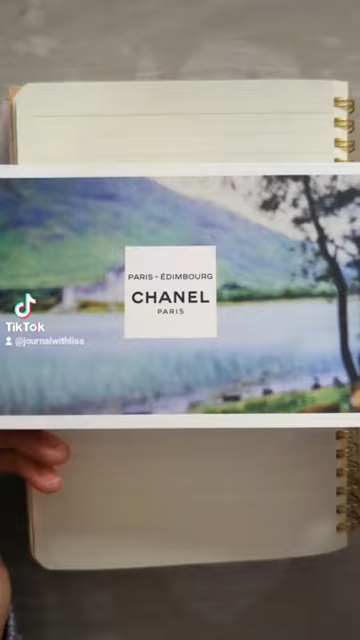 PARIS - ÉDIMBOURG
CHANEL
PARIS
TikTok
@journalwithlisa